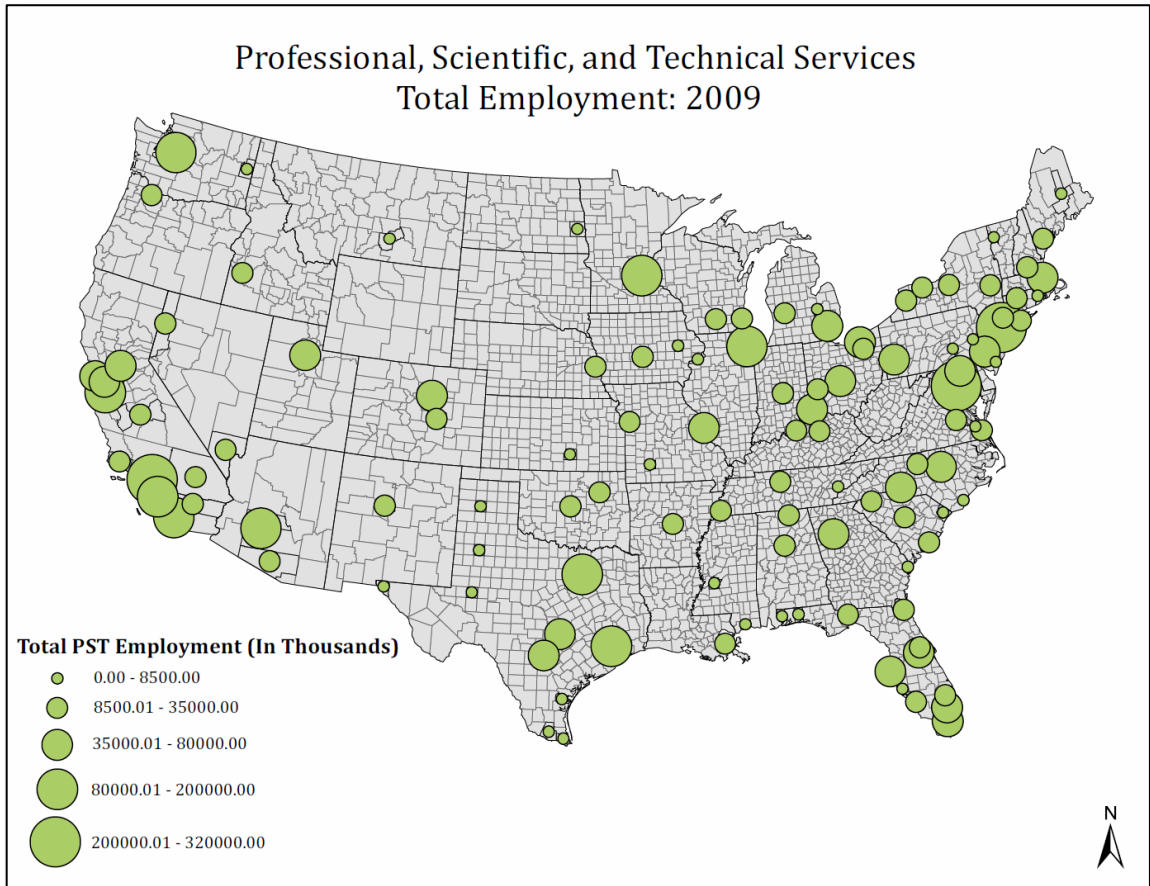 Professional, Scientific, and Technical Services
Total Employment: 2009
Total PST Employment (In Thousands)
0.00 - 8500.00
8500.01 - 35000.00
35000.01 - 80000.00
80000.01 - 200000.00
200000.01 - 320000.00
N